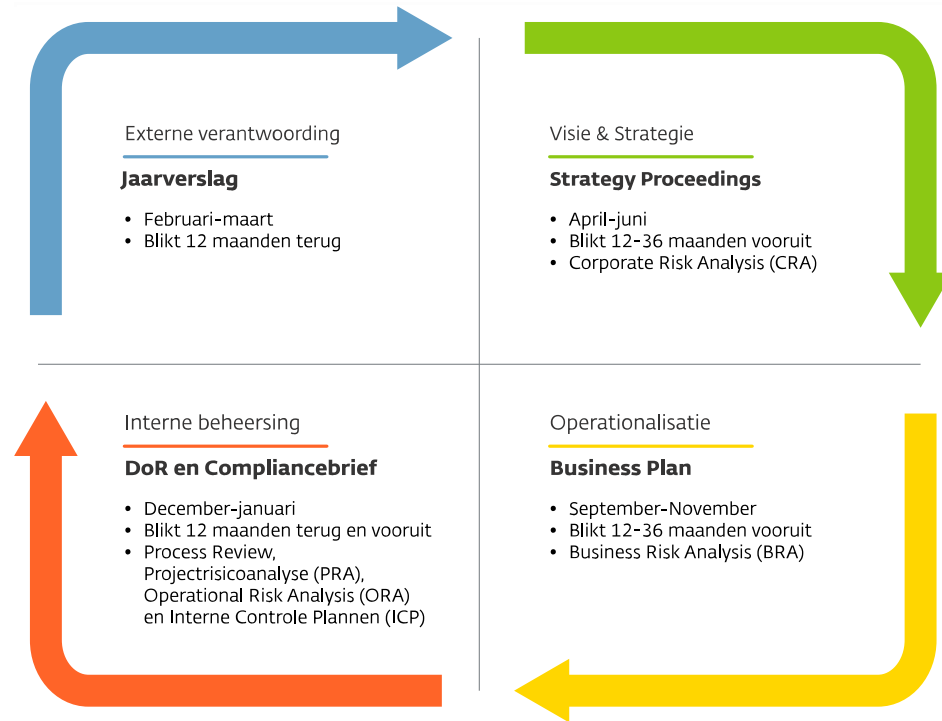 Externe verantwoording
Jaarverslag
• Februari-maart
• Blikt 12 maanden terug
Visie & Strategie
Strategy Proceedings
• April-juni
• Blikt 12-36 maanden vooruit
• Corporate Risk Analysis (CRA)
Interne beheersing
DoR en Compliancebrief
• December-januari
• Blikt 12 maanden terug en vooruit
• Process Review,
Projectrisicoanalyse (PRA),
Operational Risk Analysis (ORA)
en Interne Controle Plannen (ICP)
Operationalisatie
Business Plan
• September-November
• Blikt 12-36 maanden vooruit
• Business Risk Analysis (BRA)